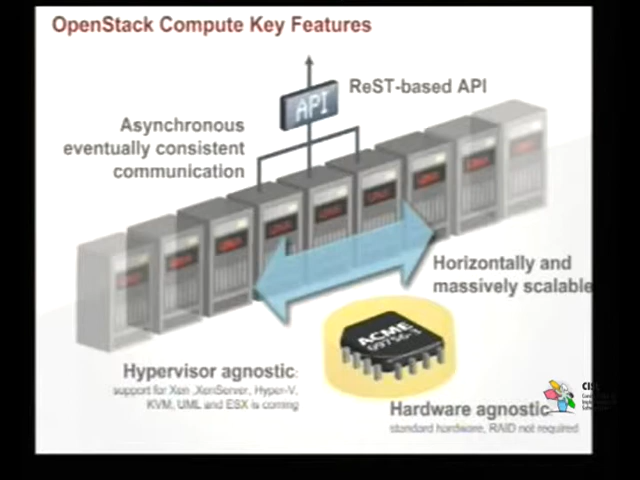 OpenStack Compute Key Features
API
ReST-based API
Asynchronous
eventually consistent
communication
Horizontally and
massively scalable
ACME
Hypervisor agnostic:
support for Xen ,XenServer, Hyper-V,
KVM, UML and ESX is coming
Hardware agnostic:
standard hardware, RAID not required